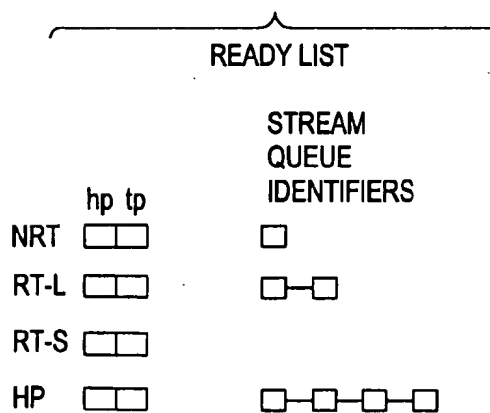 READY LIST
STREAM
QUEUE
IDENTIFIERS
hp tp
NRT
RT-L
RT-S
HP